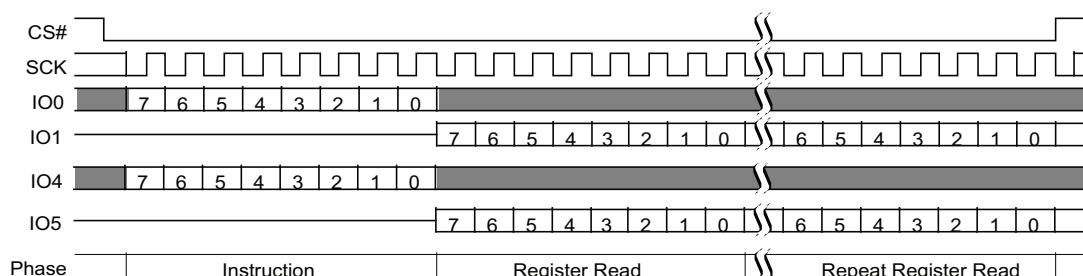 CS#
SCK
IO0 7 6 5 4 3 2 1 0
IO1 7 6 5 4 3 2 1 0 6 5 4 3 2 1 0
IO4 7 6 5 4 3 2 1 0
IO5 7 6 5 4 3 2 1 0 6 5 4 3 2 1 0
Phase Instruction Register Read Repeat Register Read